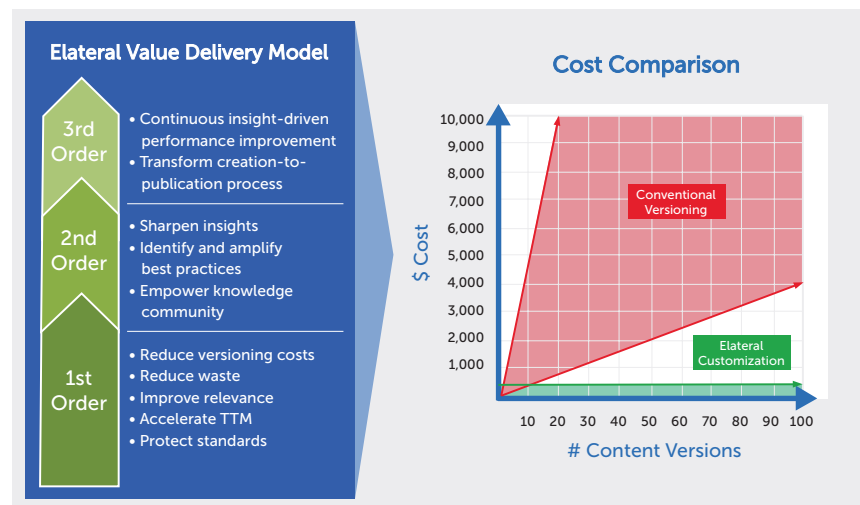 Elateral Value Delivery Model
3rd
Order
• Continuous insight-driven
performance improvement
• Transform creation-to-
publication process
2nd
Order
• Sharpen insights
• Identify and amplify
best practices
• Empower knowledge
community
1st
Order
• Reduce versioning costs
• Reduce waste
• Improve relevance
• Accelerate TTM
• Protect standards
Cost Comparison
$ Cost
10,000
9,000
8,000
7,000
6,000
5,000
4,000
3,000
2,000
1,000
Conventional
Versioning
Elateral
Customization
10 20 30 40 50 60 70 80 90 100
# Content Versions